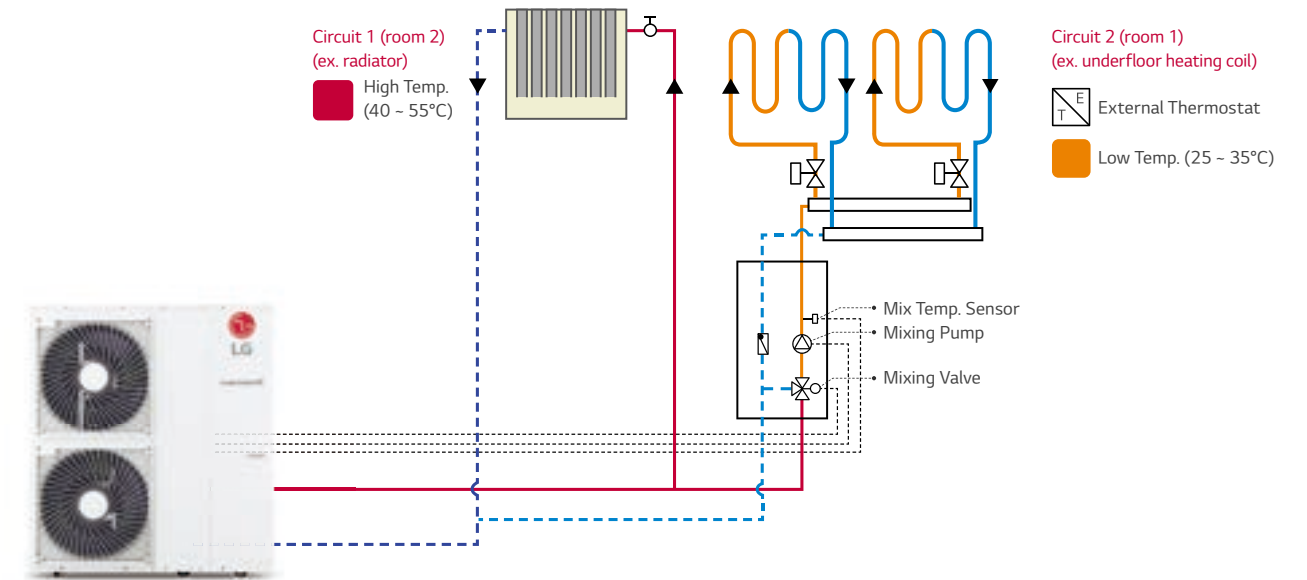 Circuit 1 (room 2)
(ex. radiator)
High Temp.
(40 ~ 55°C)
Circuit 2 (room 1)
(ex. underfloor heating coil)
T E
External Thermostat
Low Temp. (25 ~ 35°C)
• Mix Temp. Sensor
• Mixing Pump
• Mixing Valve
LG